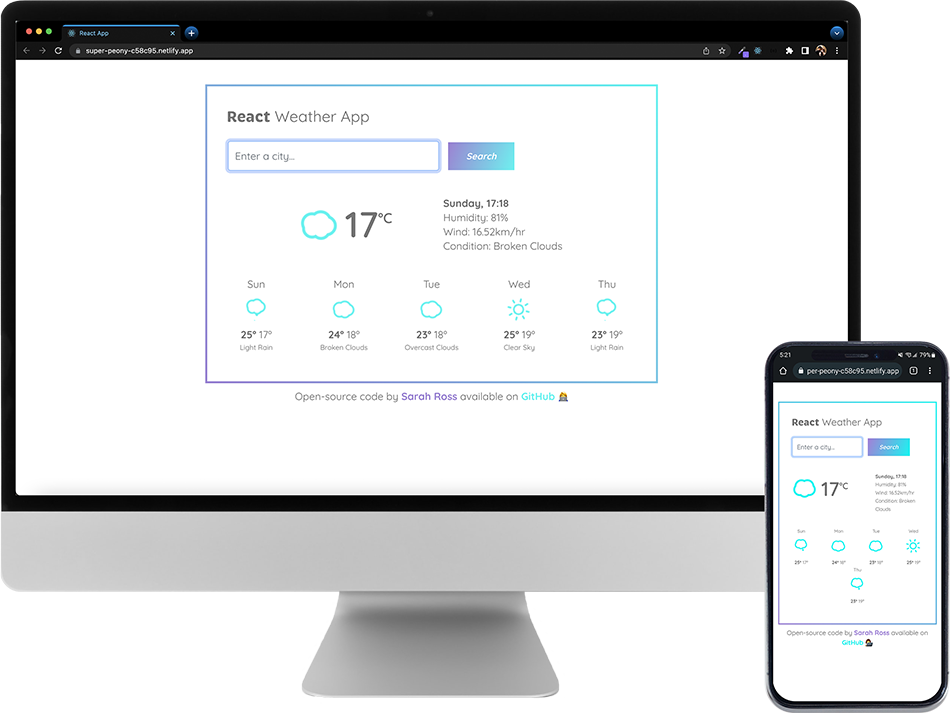 React App
super-peony-c58c95.netlify.app
React Weather App
Enter a city...
Search
17°C
Sunday, 17:18
Humidity: 81%
Wind: 16.52km/hr
Condition: Broken Clouds
Sun Mon Tue Wed Thu
25° 17° 24° 18° 23° 18° 25° 19° 23° 19°
Light Rain Broken Clouds Overcast Clouds Clear Sky Light Rain
Open-source code by Sarah Ross available on GitHub
5:21 79%
per-peony-c58c95.netlify.app 1
React Weather App
Enter a city... Search
17°C
Sunday, 17:18
Humidity: 81%
Wind: 16.52km/hr
Condition: Broken
Clouds
Sun Mon Tue Wed
25° 17° 24° 18° 23° 18° 25° 19°
Thu
23° 19°
Open-source code by Sarah Ross available on
GitHub